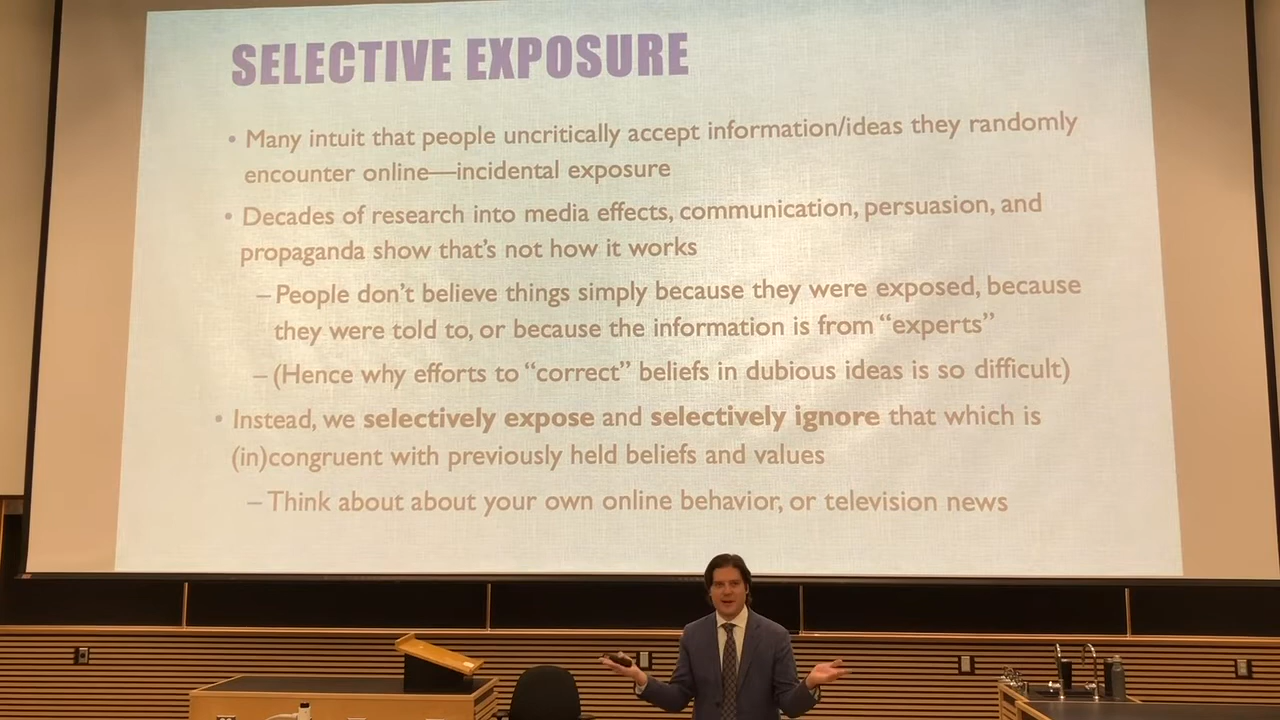 SELECTIVE EXPOSURE
• Many intuit that people uncritically accept information/ideas they randomly
encounter online—incidental exposure
• Decades of research into media effects, communication, persuasion, and
propaganda show that's not how it works
– People don't believe things simply because they were exposed, because
they were told to, or because the information is from "experts"
– (Hence why efforts to "correct" beliefs in dubious ideas is so difficult)
• Instead, we selectively expose and selectively ignore that which is
(in)congruent with previously held beliefs and values
– Think about about your own online behavior, or television news